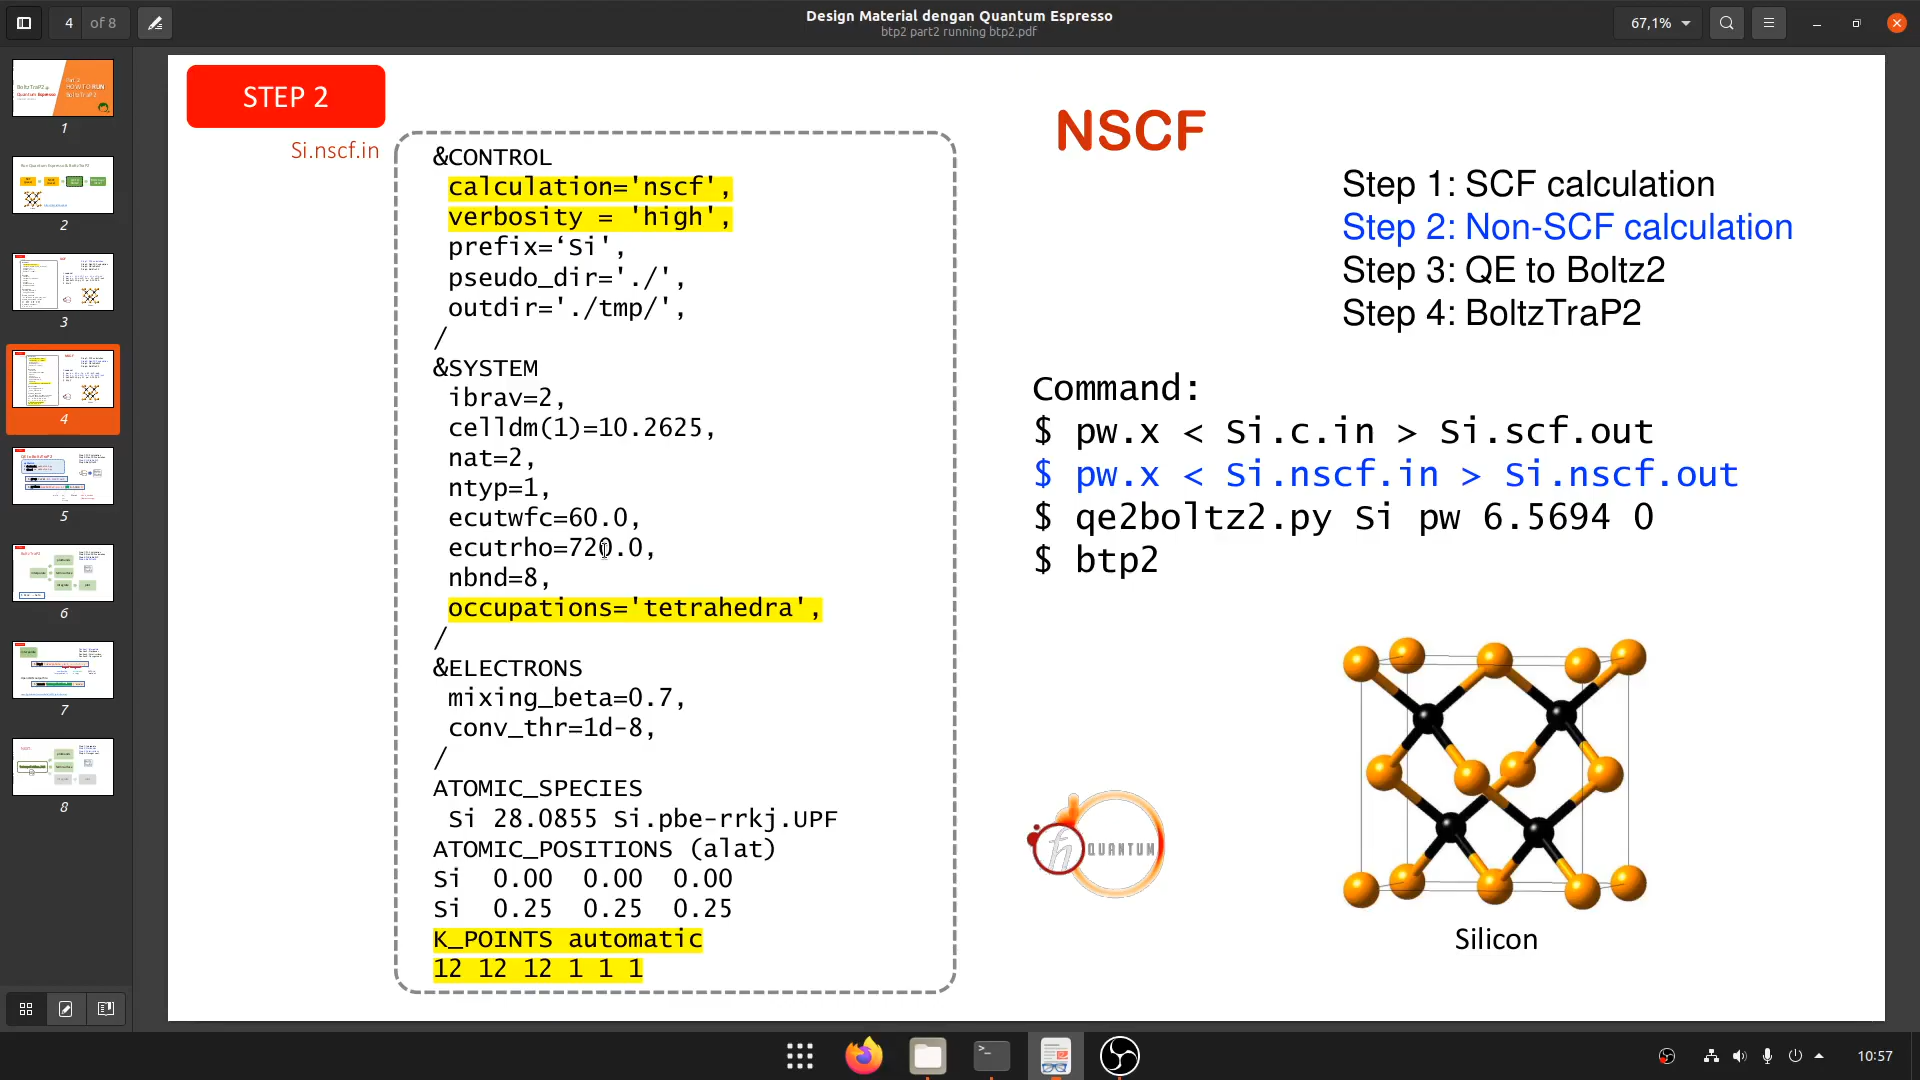 4 of 8
Design Material dengan Quantum Espresso
btp2 part2 running btp2.pdf
67,1%
1
2
3
4
5
6
7
8
STEP 2
Si.nscf.in
&CONTROL
calculation='nscf',
verbosity = 'high',
prefix=‘Si',
pseudo_dir='./',
outdir='./tmp/',
/
&SYSTEM
ibrav=2,
celldm(1)=10.2625,
nat=2,
ntyp=1,
ecutwfc=60.0,
ecutrho=720.0,
nbnd=8,
occupations='tetrahedra',
/
&ELECTRONS
mixing_beta=0.7,
conv_thr=1d-8,
/
ATOMIC_SPECIES
Si 28.0855 Si.pbe-rrkj.UPF
ATOMIC_POSITIONS (alat)
Si 0.00 0.00 0.00
Si 0.25 0.25 0.25
K_POINTS automatic
12 12 12 1 1 1
NSCF
Step 1: SCF calculation
Step 2: Non-SCF calculation
Step 3: QE to Boltz2
Step 4: BoltzTraP2
Command:
$ pw.x < Si.c.in > Si.scf.out
$ pw.x < Si.nscf.in > Si.nscf.out
$ qe2boltz2.py Si pw 6.5694 0
$ btp2
ħ QUANTUM
Silicon
10:57